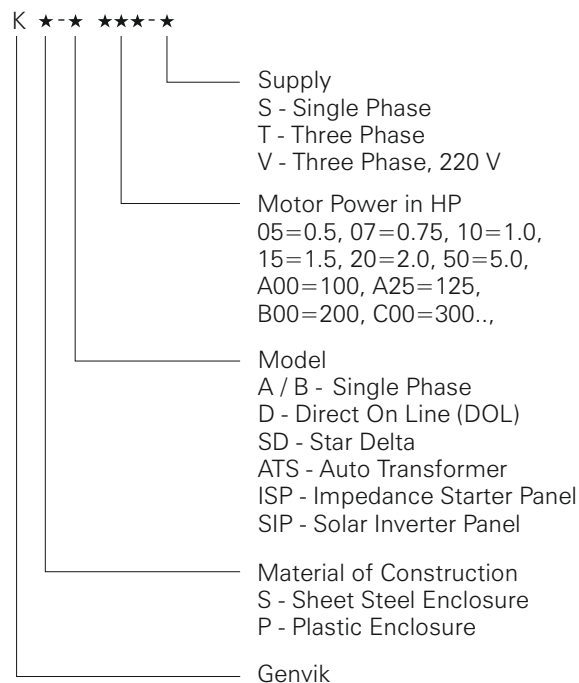 K ★-★ ★★★-★
Supply
S - Single Phase
T - Three Phase
V - Three Phase, 220 V
Motor Power in HP
05=0.5, 07=0.75, 10=1.0,
15=1.5, 20=2.0, 50=5.0,
A00=100, A25=125,
B00=200, C00=300..,
Model
A / B - Single Phase
D - Direct On Line (DOL)
SD - Star Delta
ATS - Auto Transformer
ISP - Impedance Starter Panel
SIP - Solar Inverter Panel
Material of Construction
S - Sheet Steel Enclosure
P - Plastic Enclosure
Genvik